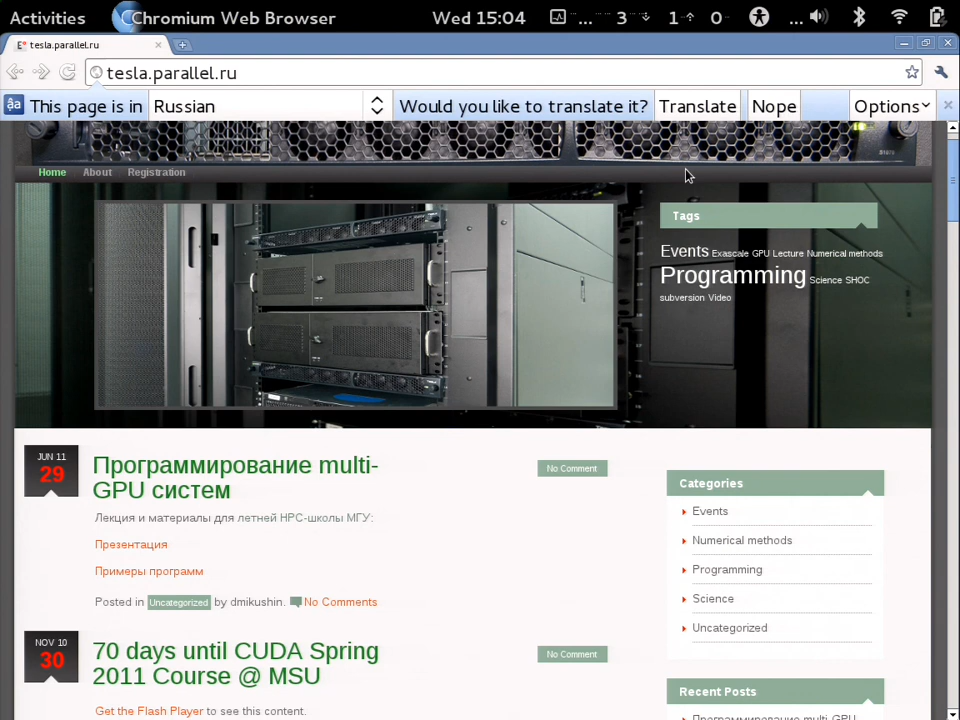 Activities Chromium Web Browser Wed 15:04 ... 3 1 0 ...
tesla.parallel.ru
tesla.parallel.ru
This page is in Russian Would you like to translate it? Translate Nope Options
Home About Registration
Tags
Events Exascale GPU Lecture Numerical methods
Programming Science SHOC
subversion Video
JUN 11
29
Программирование multi-
GPU систем
No Comment
Лекция и материалы для летней HPC-школы МГУ:
Презентация
Примеры программ
Posted in Uncategorized by dmikushin. No Comments
NOV 10
30
70 days until CUDA Spring
2011 Course @ MSU
No Comment
Get the Flash Player to see this content.
Categories
Events
Numerical methods
Programming
Science
Uncategorized
Recent Posts
Программирование multi-GPU